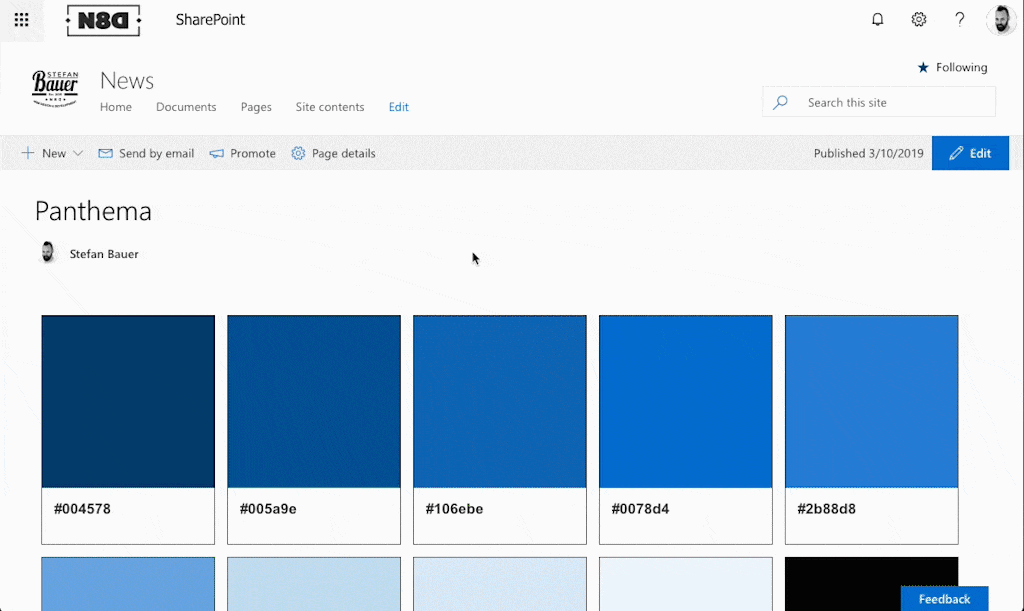 N8D
SharePoint
STEFAN
Bauer
News
Following
Home Documents Pages Site contents Edit
Search this site
New Send by email Promote Page details Published 3/10/2019 Edit
Panthema
Stefan Bauer
#004578 #005a9e #106ebe #0078d4 #2b88d8
Feedback